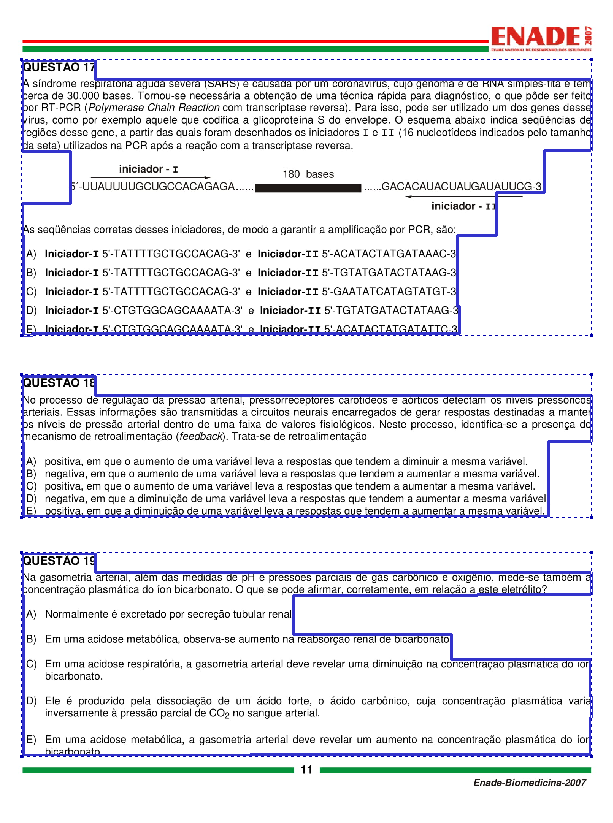 ENADE 2007
EXAME NACIONAL DE DESEMPENHO DOS ESTUDANTES
QUESTÃO 17
A síndrome respiratória aguda severa (SARS) é causada por um coronavírus, cujo genoma é de RNA simples-fita e tem
cerca de 30.000 bases. Tornou-se necessária a obtenção de uma técnica rápida para diagnóstico, o que pôde ser feito
por RT-PCR (Polymerase Chain Reaction com transcriptase reversa). Para isso, pode ser utilizado um dos genes desse
vírus, como por exemplo aquele que codifica a glicoproteína S do envelope. O esquema abaixo indica seqüências de
regiões desse gene, a partir das quais foram desenhados os iniciadores I e II (16 nucleotídeos indicados pelo tamanho
da seta) utilizados na PCR após a reação com a transcriptase reversa.
iniciador - I
180 bases
5'-UUAUUUUGCUGCCACAGAGA...... ......GACACAUACUAUGAUAUUCG-3'
iniciador - II
As seqüências corretas desses iniciadores, de modo a garantir a amplificação por PCR, são:
A) Iniciador-I 5'-TATTTTGCTGCCACAG-3' e Iniciador-II 5'-ACATACTATGATAAAC-3'
B) Iniciador-I 5'-TATTTTGCTGCCACAG-3' e Iniciador-II 5'-TGTATGATACTATAAG-3'
C) Iniciador-I 5'-TATTTTGCTGCCACAG-3' e Iniciador-II 5'-GAATATCATAGTATGT-3'
D) Iniciador-I 5'-CTGTGGCAGCAAAATA-3' e Iniciador-II 5'-TGTATGATACTATAAG-3'
E) Iniciador-I 5'-CTGTGGCAGCAAAATA-3' e Iniciador-II 5'-ACATACTATGATATTC-3'
QUESTÃO 18
No processo de regulação da pressão arterial, pressorreceptores carotídeos e aórticos detectam os níveis pressóricos
arteriais. Essas informações são transmitidas a circuitos neurais encarregados de gerar respostas destinadas a manter
os níveis de pressão arterial dentro de uma faixa de valores fisiológicos. Neste processo, identifica-se a presença do
mecanismo de retroalimentação (feedback). Trata-se de retroalimentação
A) positiva, em que o aumento de uma variável leva a respostas que tendem a diminuir a mesma variável.
B) negativa, em que o aumento de uma variável leva a respostas que tendem a aumentar a mesma variável.
C) positiva, em que o aumento de uma variável leva a respostas que tendem a aumentar a mesma variável.
D) negativa, em que a diminuição de uma variável leva a respostas que tendem a aumentar a mesma variável.
E) positiva, em que a diminuição de uma variável leva a respostas que tendem a aumentar a mesma variável.
QUESTÃO 19
Na gasometria arterial, além das medidas de pH e pressões parciais de gás carbônico e oxigênio, mede-se também a
concentração plasmática do íon bicarbonato. O que se pode afirmar, corretamente, em relação a este eletrólito?
A) Normalmente é excretado por secreção tubular renal.
B) Em uma acidose metabólica, observa-se aumento na reabsorção renal de bicarbonato.
C) Em uma acidose respiratória, a gasometria arterial deve revelar uma diminuição na concentração plasmática do íon
bicarbonato.
D) Ele é produzido pela dissociação de um ácido forte, o ácido carbônico, cuja concentração plasmática varia
inversamente à pressão parcial de CO2 no sangue arterial.
E) Em uma acidose metabólica, a gasometria arterial deve revelar um aumento na concentração plasmática do íon
bicarbonato.
11
Enade-Biomedicina-2007